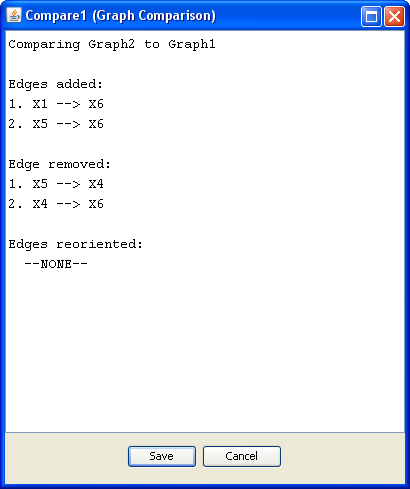 Compare1 (Graph Comparison)
Comparing Graph2 to Graph1
Edges added:
1. X1 --> X6
2. X5 --> X6
Edge removed:
1. X5 --> X4
2. X4 --> X6
Edges reoriented:
--NONE--
Save Cancel